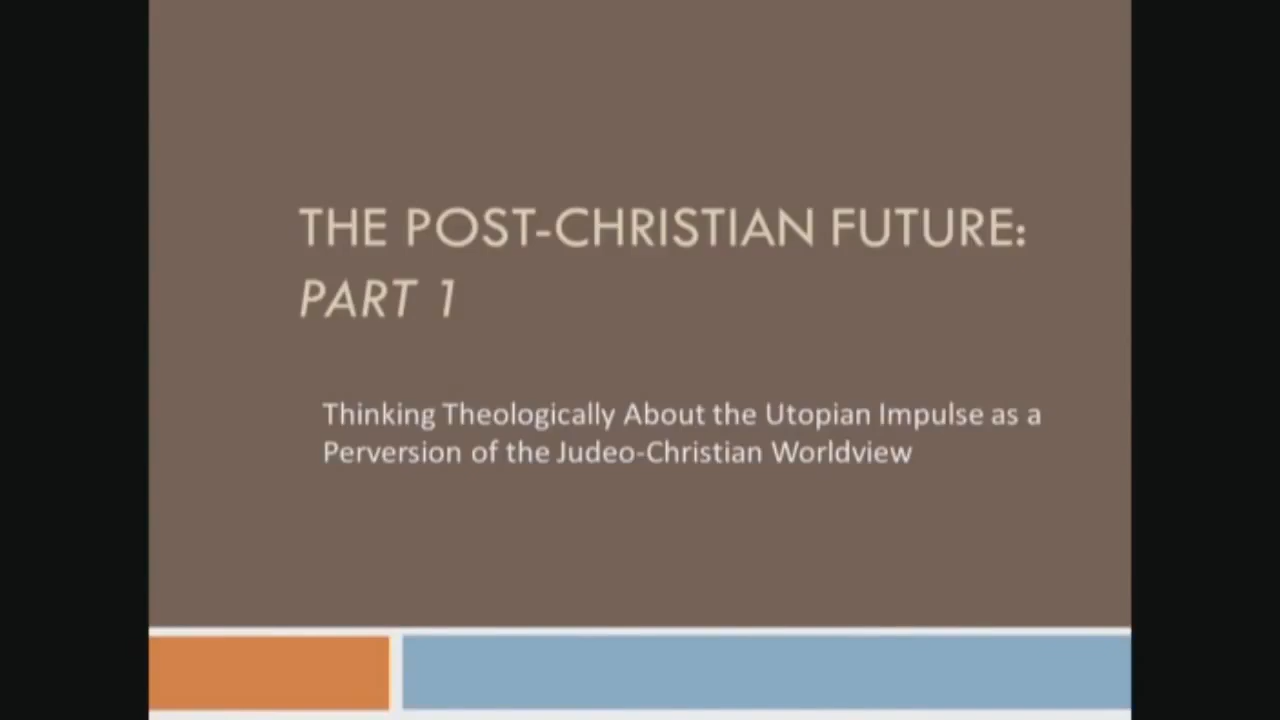 THE POST-CHRISTIAN FUTURE:
PART 1
Thinking Theologically About the Utopian Impulse as a
Perversion of the Judeo-Christian Worldview